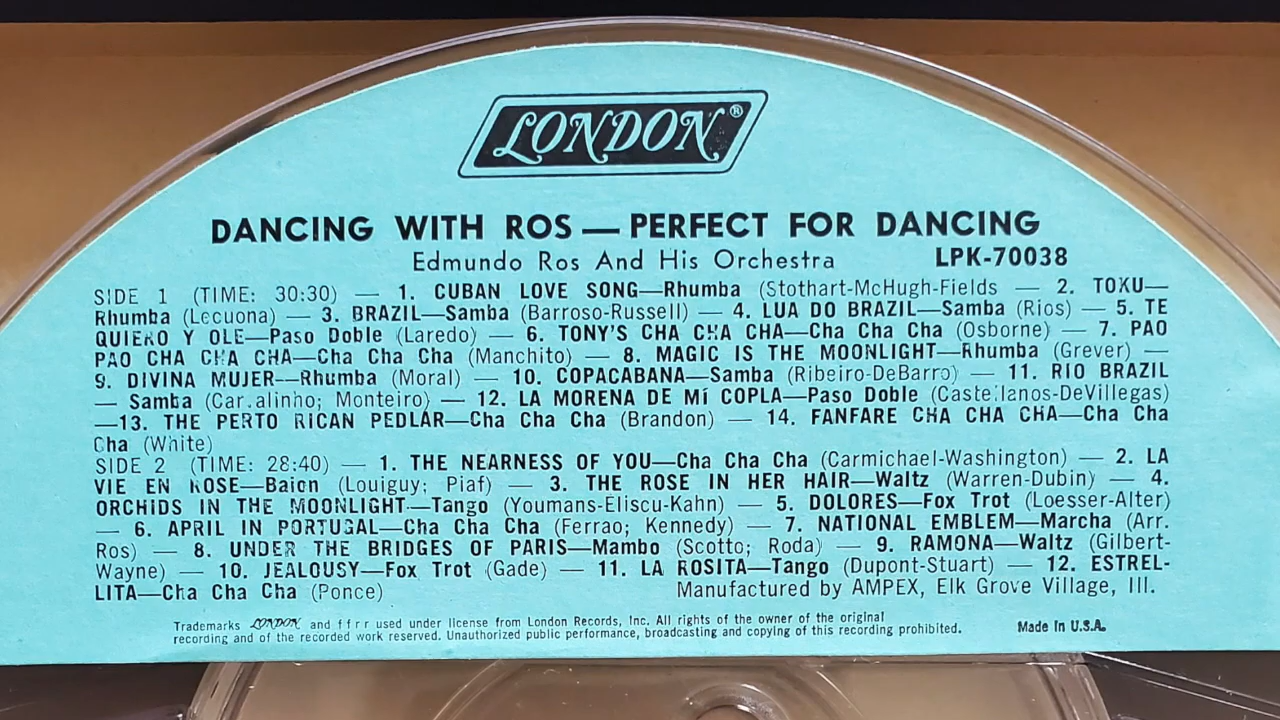 LONDON®
DANCING WITH ROS — PERFECT FOR DANCING
Edmundo Ros And His Orchestra LPK-70038
SIDE 1 (TIME: 30:30) — 1. CUBAN LOVE SONG—Rhumba (Stothart-McHugh-Fields — 2. TOKU—
Rhumba (Lecuona) — 3. BRAZIL—Samba (Barroso-Russell) — 4. LUA DO BRAZIL—Samba (Rios) — 5. TE
QUIERO Y OLE—Paso Doble (Laredo) — 6. TONY'S CHA CHA CHA—Cha Cha Cha (Osborne) — 7. PAO
PAO CHA CHA CHA—Cha Cha Cha (Manchito) — 8. MAGIC IS THE MOONLIGHT—Rhumba (Grever) —
9. DIVINA MUJER—Rhumba (Moral) — 10. COPACABANA—Samba (Ribeiro-DeBarro) — 11. RIO BRAZIL
— Samba (Carvalinho; Monteiro) — 12. LA MORENA DE MÍ COPLA—Paso Doble (Castellanos-DeVillegas)
—13. THE PERTO RICAN PEDLAR—Cha Cha Cha (Brandon) — 14. FANFARE CHA CHA CHA—Cha Cha
Cha (White)
SIDE 2 (TIME: 28:40) — 1. THE NEARNESS OF YOU—Cha Cha Cha (Carmichael-Washington) — 2. LA
VIE EN ROSE—Baion (Louiguy; Piaf) — 3. THE ROSE IN HER HAIR—Waltz (Warren-Dubin) — 4.
ORCHIDS IN THE MOONLIGHT—Tango (Youmans-Eliscu-Kahn) — 5. DOLORES—Fox Trot (Loesser-Alter)
— 6. APRIL IN PORTUGAL—Cha Cha Cha (Ferrao; Kennedy) — 7. NATIONAL EMBLEM—Marcha (Arr.
Ros) — 8. UNDER THE BRIDGES OF PARIS—Mambo (Scotto; Roda) — 9. RAMONA—Waltz (Gilbert-
Wayne) — 10. JEALOUSY—Fox Trot (Gade) — 11. LA ROSITA—Tango (Dupont-Stuart) — 12. ESTREL-
LITA—Cha Cha Cha (Ponce) Manufactured by AMPEX, Elk Grove Village, Ill.
Trademarks LONDON and ffrr used under license from London Records, Inc. All rights of the owner of the original
recording and of the recorded work reserved. Unauthorized public performance, broadcasting and copying of this recording prohibited. Made In U.S.A.